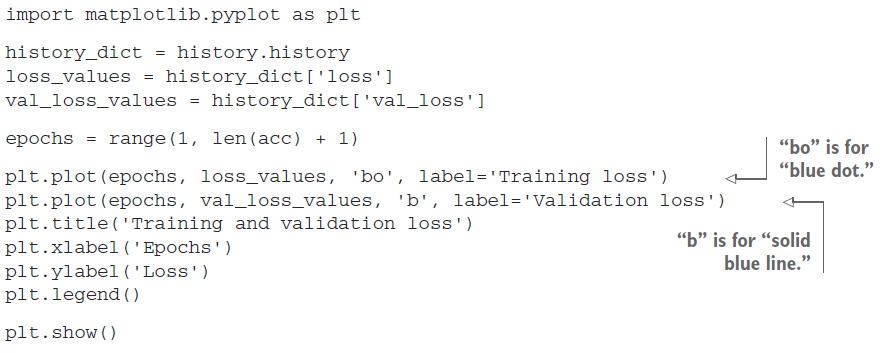 import matplotlib.pyplot as plt
history_dict = history.history
loss_values = history_dict['loss']
val_loss_values = history_dict['val_loss']
epochs = range(1, len(acc) + 1)
plt.plot(epochs, loss_values, 'bo', label='Training loss')
plt.plot(epochs, val_loss_values, 'b', label='Validation loss')
plt.title('Training and validation loss')
plt.xlabel('Epochs')
plt.ylabel('Loss')
plt.legend()
plt.show()
“bo” is for
“blue dot.”
“b” is for “solid
blue line.”